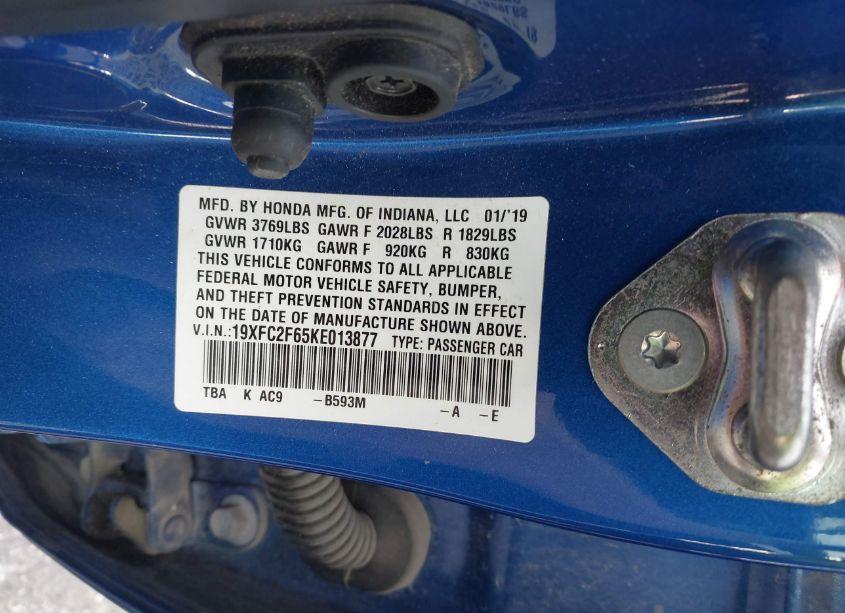 MFD. BY HONDA MFG. OF INDIANA, LLC 01/'19
GVWR 3769LBS GAWR F 2028LBS R 1829LBS
GVWR 1710KG GAWR F 920KG R 830KG
THIS VEHICLE CONFORMS TO ALL APPLICABLE
FEDERAL MOTOR VEHICLE SAFETY, BUMPER,
AND THEFT PREVENTION STANDARDS IN EFFECT
ON THE DATE OF MANUFACTURE SHOWN ABOVE.
V.I.N.:19XFC2F65KE013877 TYPE: PASSENGER CAR
TBA K AC9 -B593M -A -E